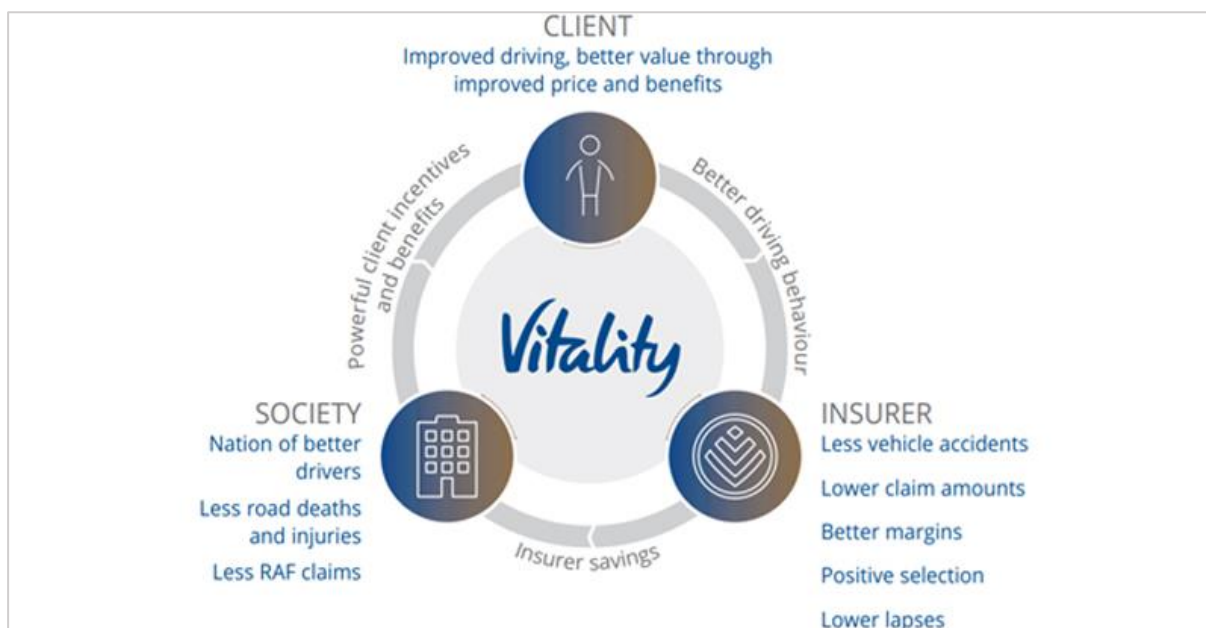 CLIENT
Improved driving, better value through
improved price and benefits
Powerful client incentives
and benefits
Better driving behaviour
Vitality
SOCIETY
Nation of better
drivers
Less road deaths
and injuries
Less RAF claims
INSURER
Less vehicle accidents
Lower claim amounts
Better margins
Positive selection
Lower lapses
Insurer savings